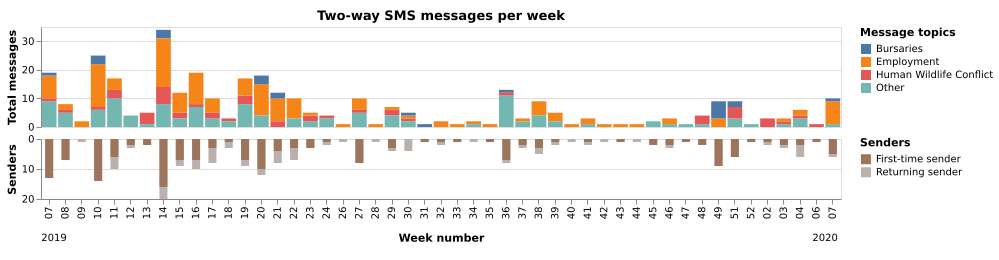 Two-way SMS messages per week
Total messages
30
20
10
0
Message topics
Bursaries
Employment
Human Wildlife Conflict
Other
Senders
0
10
20
Senders
First-time sender
Returning sender
07 08 09 10 11 12 13 14 15 16 17 18 19 20 21 22 23 24 26 27 28 29 30 31 32 33 34 35 36 37 38 39 40 41 42 43 44 45 46 47 48 49 51 52 02 03 04 06 07
2019 Week number 2020